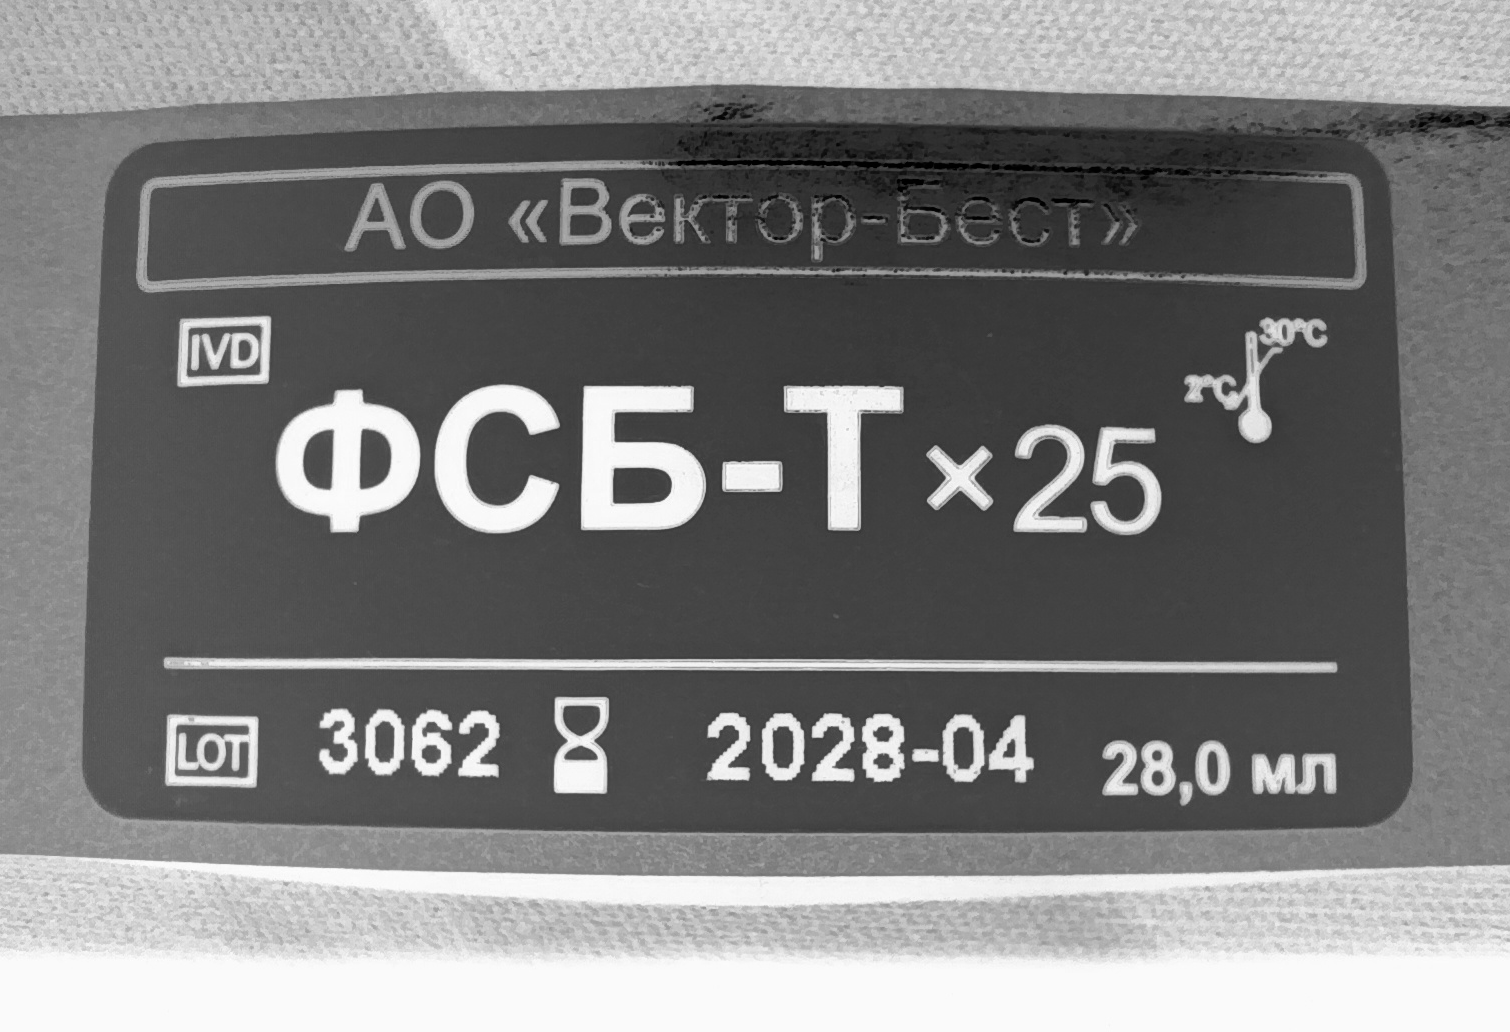 АО «Вектор-Бест»
IVD
30°C
2°C
ФСБ-Т ×25
LOT 3062 2028-04 28,0 мл